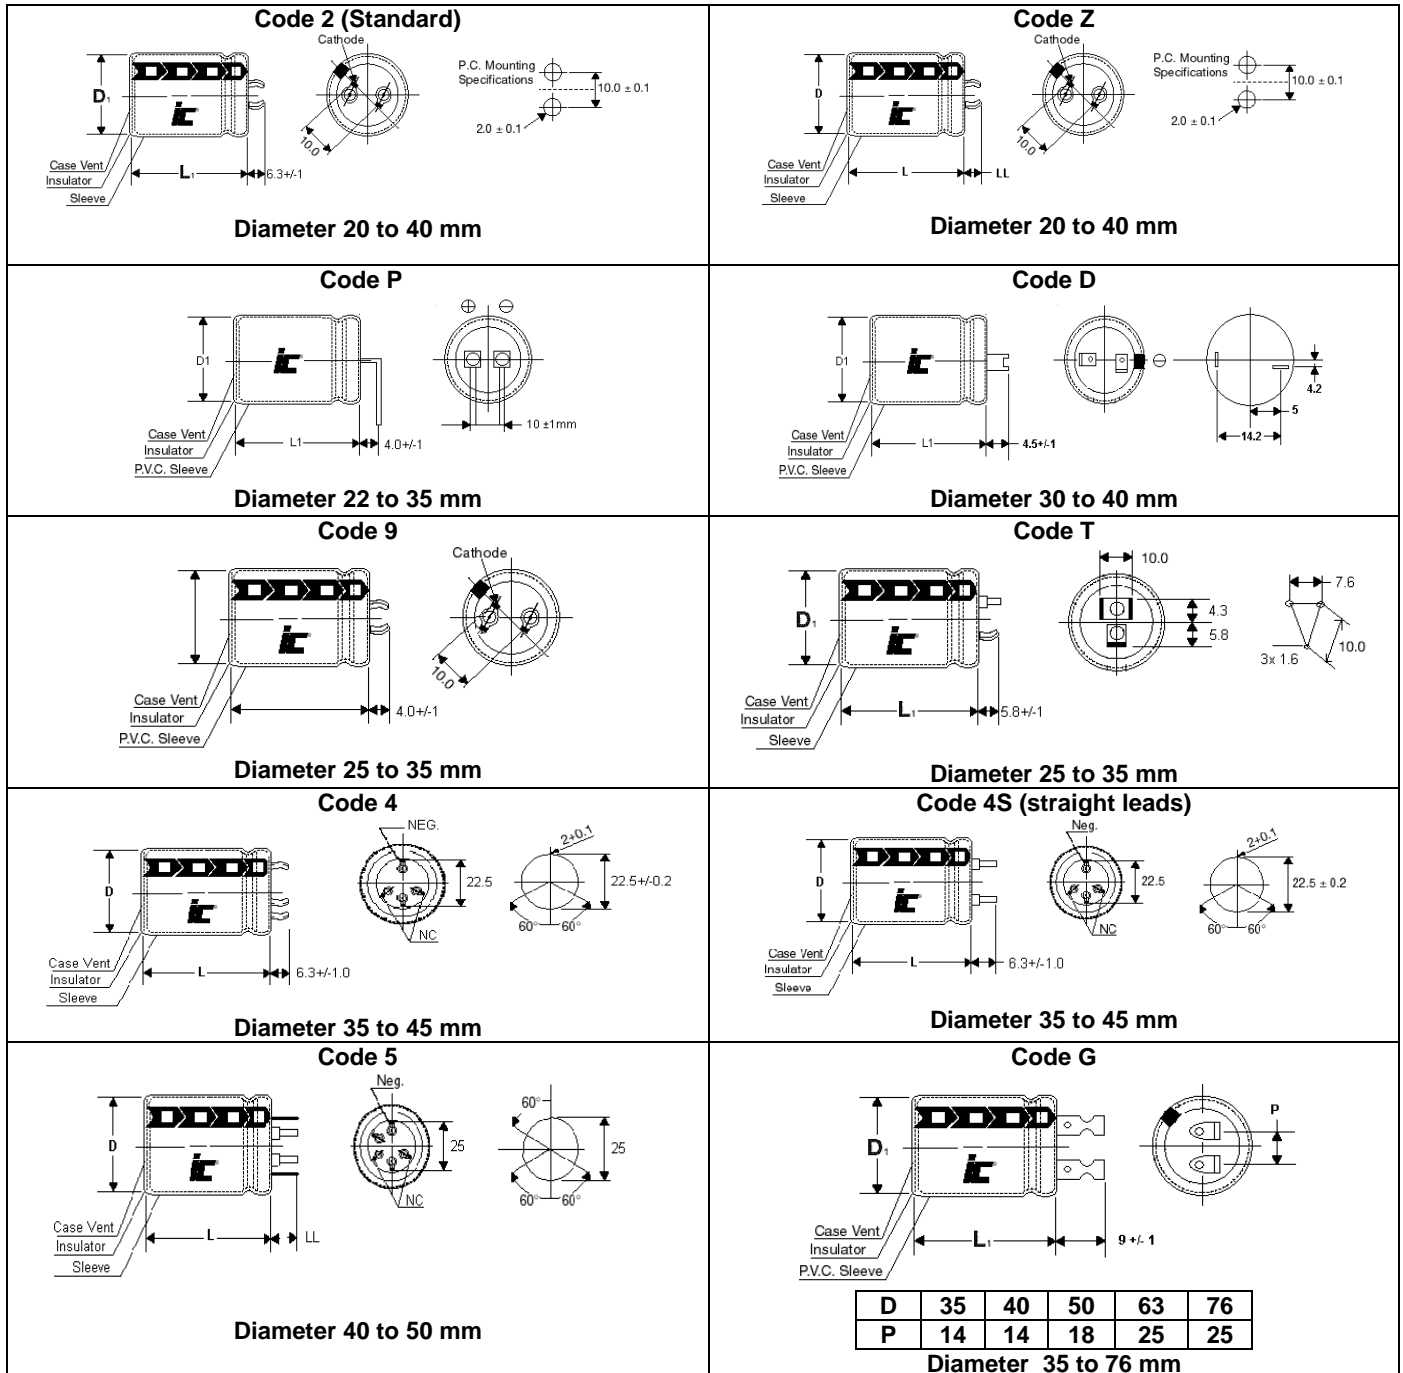 Code 2 (Standard)
Cathode
P.C. Mounting
Specifications
10.0 ± 0.1
2.0 ± 0.1
D₁
ic
10.0
Case Vent
Insulator
Sleeve
L₁
6.3+/-1
Diameter 20 to 40 mm
Code Z
Cathode
P.C. Mounting
Specifications
10.0 ± 0.1
2.0 ± 0.1
D
ic
10.0
Case Vent
Insulator
Sleeve
L
LL
Diameter 20 to 40 mm
Code P
⊕ ⊖
D1
ic
10 ±1mm
Case Vent
Insulator
P.V.C. Sleeve
L1
4.0+/-1
Diameter 22 to 35 mm
Code D
D1
ic
⊖
4.2
5
14.2
Case Vent
Insulator
P.V.C. Sleeve
L1
4.5+/-1
Diameter 30 to 40 mm
Code 9
Cathode
ic
10.0
Case Vent
Insulator
P.V.C. Sleeve
4.0+/-1
Diameter 25 to 35 mm
Code T
10.0
7.6
D₁
ic
4.3
5.8
3x 1.6
10.0
Case Vent
Insulator
Sleeve
L₁
5.8+/-1
Diameter 25 to 35 mm
Code 4
NEG.
2+0.1
D
ic
22.5
22.5+/-0.2
NC
60° 60°
Case Vent
Insulator
Sleeve
L
6.3+/-1.0
Diameter 35 to 45 mm
Code 4S (straight leads)
Neg.
2+0.1
D
ic
22.5
22.5 ± 0.2
NC
60° 60°
Case Vent
Insulator
Sleeve
L
6.3+/-1.0
Diameter 35 to 45 mm
Code 5
Neg.
60°
D
ic
25
25
NC
60° 60°
Case Vent
Insulator
Sleeve
L
LL
Diameter 40 to 50 mm
Code G
P
D₁
ic
Case Vent
Insulator
P.V.C. Sleeve
L₁
9 +/- 1
D 35 40 50 63 76
P 14 14 18 25 25
Diameter 35 to 76 mm